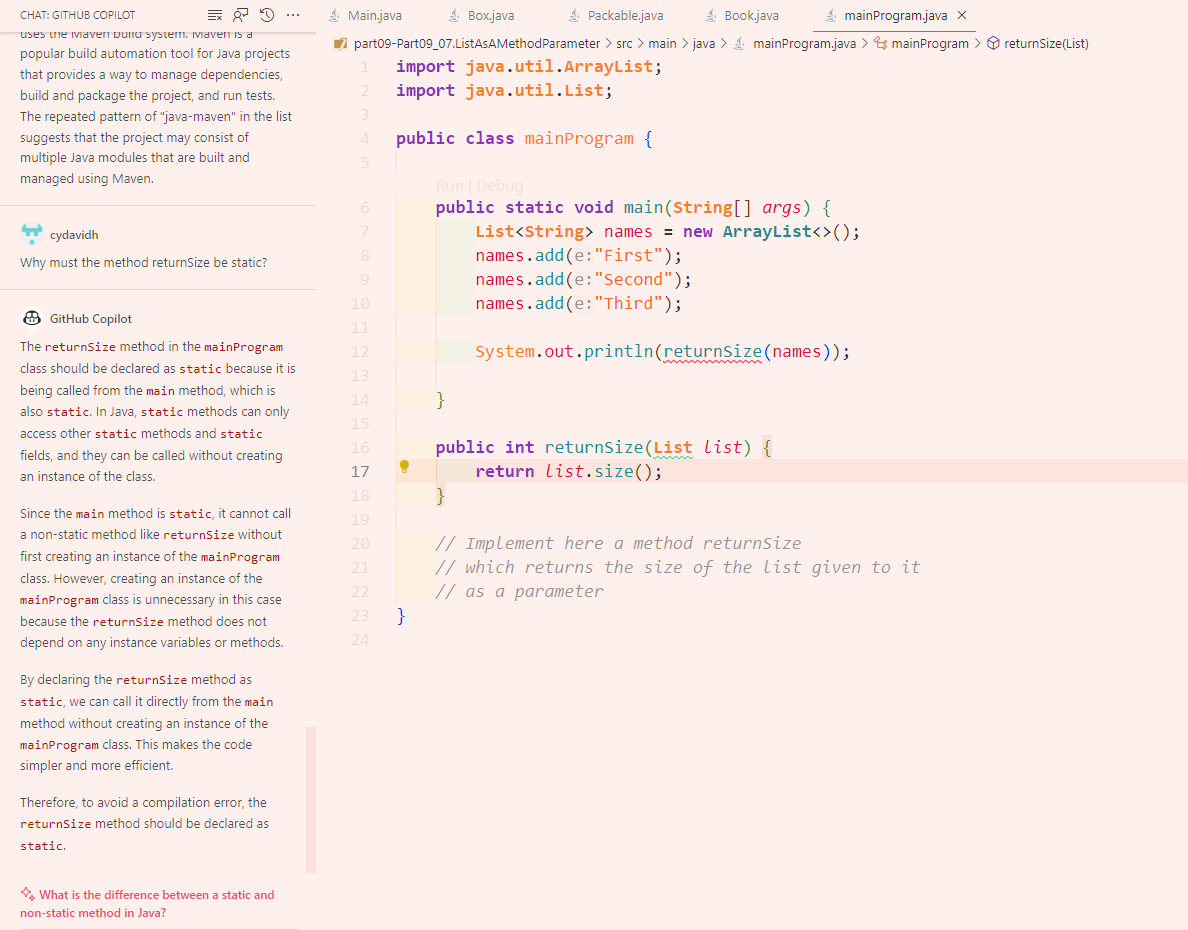 CHAT: GITHUB COPILOT
uses the Maven build system. Maven is a
popular build automation tool for Java projects
that provides a way to manage dependencies,
build and package the project, and run tests.
The repeated pattern of "java-maven" in the list
suggests that the project may consist of
multiple Java modules that are built and
managed using Maven.
cydavidh
Why must the method returnSize be static?
GitHub Copilot
The returnSize method in the mainProgram
class should be declared as static because it is
being called from the main method, which is
also static. In Java, static methods can only
access other static methods and static
fields, and they can be called without creating
an instance of the class.
Since the main method is static, it cannot call
a non-static method like returnSize without
first creating an instance of the mainProgram
class. However, creating an instance of the
mainProgram class is unnecessary in this case
because the returnSize method does not
depend on any instance variables or methods.
By declaring the returnSize method as
static, we can call it directly from the main
method without creating an instance of the
mainProgram class. This makes the code
simpler and more efficient.
Therefore, to avoid a compilation error, the
returnSize method should be declared as
static.
What is the difference between a static and
non-static method in Java?
Main.java Box.java Packable.java Book.java mainProgram.java
part09-Part09_07.ListAsAMethodParameter > src > main > java > mainProgram.java > mainProgram > returnSize(List)
1 import java.util.ArrayList;
2 import java.util.List;
3
4 public class mainProgram {
5
Run | Debug
6 public static void main(String[] args) {
7 List<String> names = new ArrayList<>();
8 names.add(e:"First");
9 names.add(e:"Second");
10 names.add(e:"Third");
11
12 System.out.println(returnSize(names));
13
14 }
15
16 public int returnSize(List list) {
17 return list.size();
18 }
19
20 // Implement here a method returnSize
21 // which returns the size of the list given to it
22 // as a parameter
23 }
24